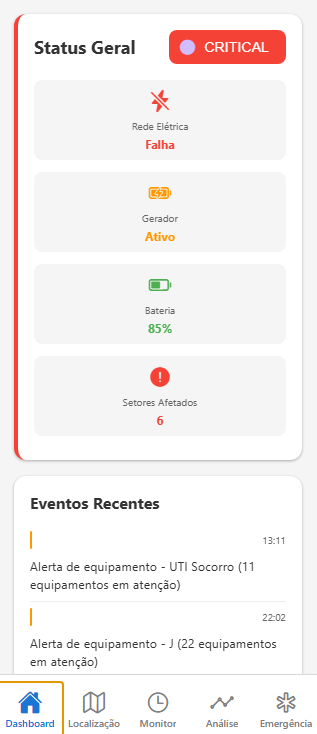 Status Geral
CRITICAL
Rede Elétrica
Falha
Gerador
Ativo
Bateria
85%
Setores Afetados
6
Eventos Recentes
13:11
Alerta de equipamento - UTI Socorro (11
equipamentos em atenção)
22:02
Alerta de equipamento - J (22 equipamentos
em atenção)
Dashboard
Localização
Monitor
Análise
Emergência